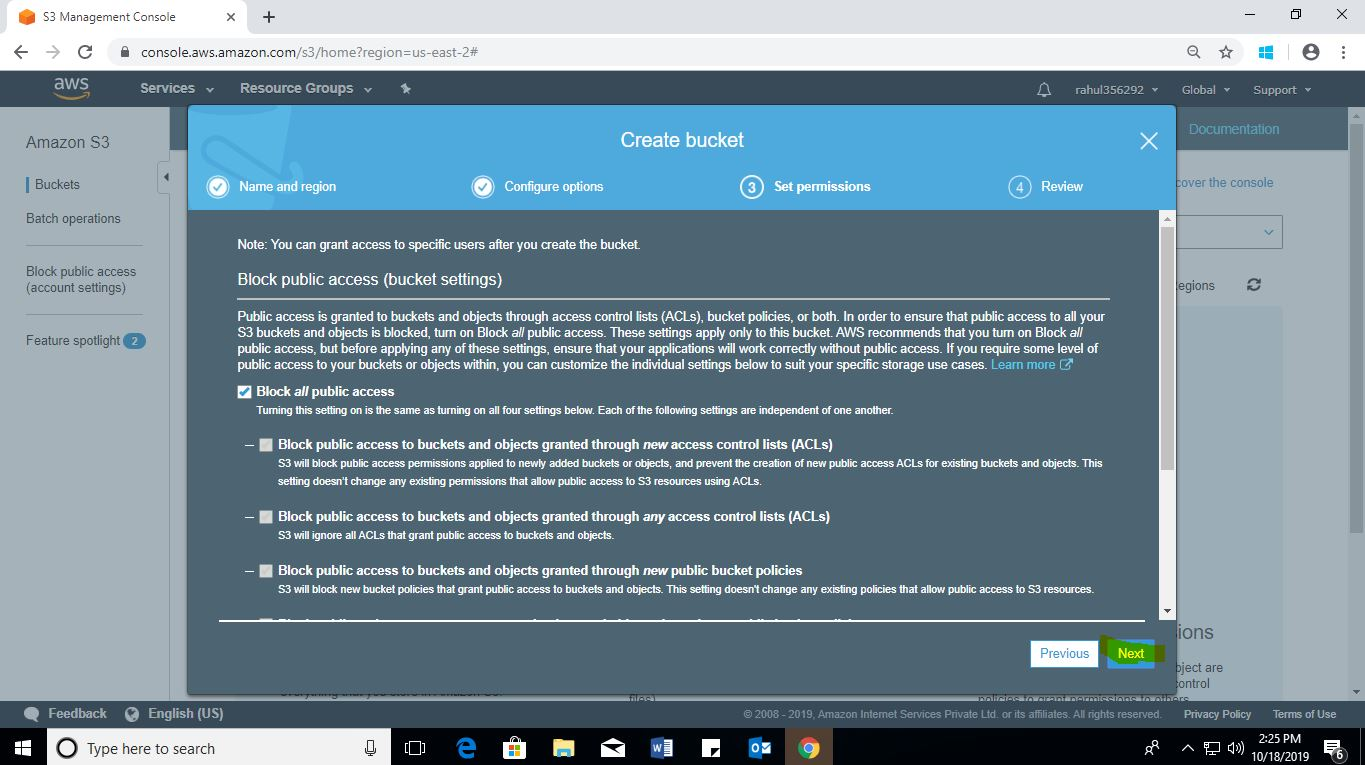 S3 Management Console
console.aws.amazon.com/s3/home?region=us-east-2#
aws
Services
Resource Groups
rahul356292
Global
Support
Amazon S3
Buckets
Batch operations
Block public access
(account settings)
Feature spotlight 2
Documentation
cover the console
egions
Create bucket
Name and region
Configure options
3 Set permissions
4 Review
Note: You can grant access to specific users after you create the bucket.
Block public access (bucket settings)
Public access is granted to buckets and objects through access control lists (ACLs), bucket policies, or both. In order to ensure that public access to all your
S3 buckets and objects is blocked, turn on Block all public access. These settings apply only to this bucket. AWS recommends that you turn on Block all
public access, but before applying any of these settings, ensure that your applications will work correctly without public access. If you require some level of
public access to your buckets or objects within, you can customize the individual settings below to suit your specific storage use cases. Learn more
Block all public access
Turning this setting on is the same as turning on all four settings below. Each of the following settings are independent of one another.
Block public access to buckets and objects granted through new access control lists (ACLs)
S3 will block public access permissions applied to newly added buckets or objects, and prevent the creation of new public access ACLs for existing buckets and objects. This
setting doesn't change any existing permissions that allow public access to S3 resources using ACLs.
Block public access to buckets and objects granted through any access control lists (ACLs)
S3 will ignore all ACLs that grant public access to buckets and objects.
Block public access to buckets and objects granted through new public bucket policies
S3 will block new bucket policies that grant public access to buckets and objects. This setting doesn't change any existing policies that allow public access to S3 resources.
Previous
Next
ions
bject are
control
policies to grant permissions to others
everything that you store in Amazon S3.
files)
Feedback
English (US)
© 2008 - 2019, Amazon Internet Services Private Ltd. or its affiliates. All rights reserved.
Privacy Policy
Terms of Use
Type here to search
2:25 PM
10/18/2019
6